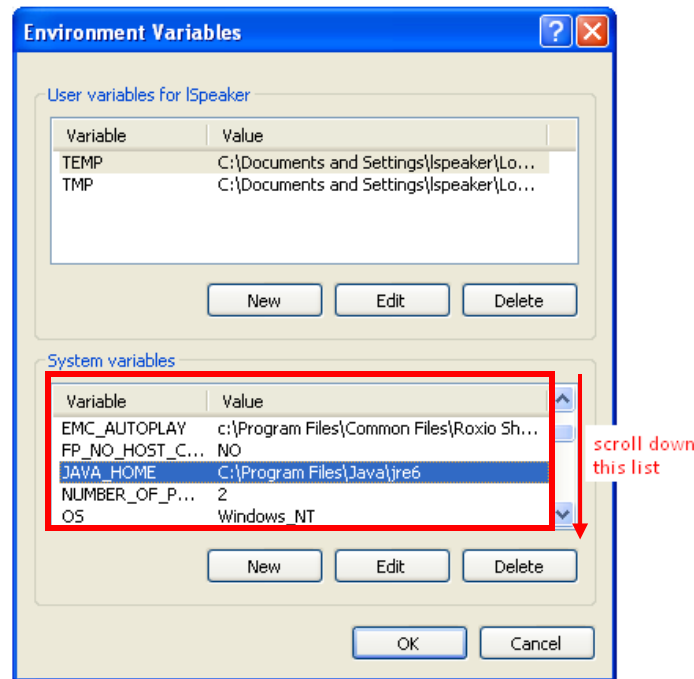 Environment Variables
User variables for lSpeaker
Variable Value
TEMP C:\Documents and Settings\lspeaker\Lo...
TMP C:\Documents and Settings\lspeaker\Lo...
New Edit Delete
System variables
Variable Value
EMC_AUTOPLAY c:\Program Files\Common Files\Roxio Sh...
FP_NO_HOST_C... NO
JAVA_HOME C:\Program Files\Java\jre6
NUMBER_OF_P... 2
OS Windows_NT
scroll down
this list
New Edit Delete
OK Cancel